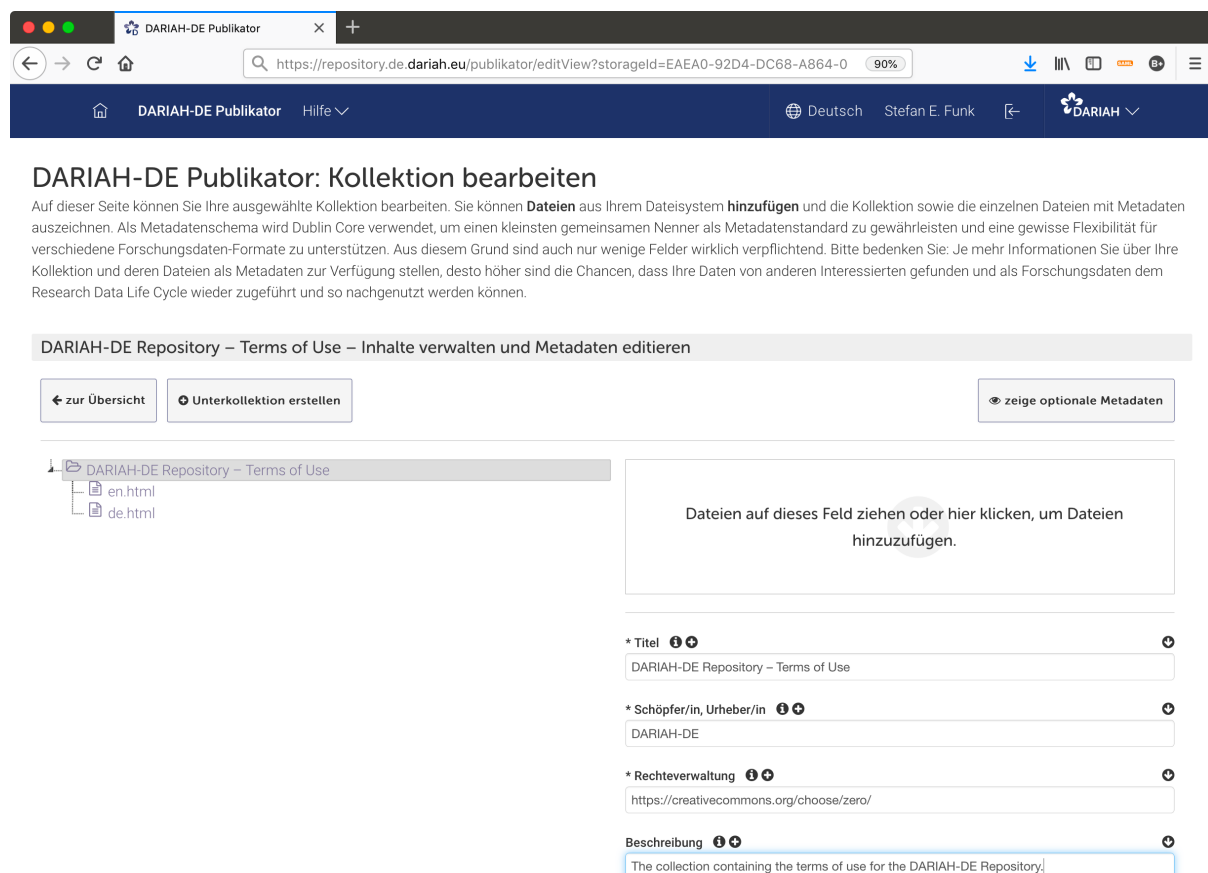 DARIAH-DE Publikator
https://repository.de.dariah.eu/publikator/editView?storageId=EAEA0-92D4-DC68-A864-0 90%
DARIAH-DE Publikator Hilfe Deutsch Stefan E. Funk DARIAH
DARIAH-DE Publikator: Kollektion bearbeiten
Auf dieser Seite können Sie Ihre ausgewählte Kollektion bearbeiten. Sie können Dateien aus Ihrem Dateisystem hinzufügen und die Kollektion sowie die einzelnen Dateien mit Metadaten
auszeichnen. Als Metadatenschema wird Dublin Core verwendet, um einen kleinsten gemeinsamen Nenner als Metadatenstandard zu gewährleisten und eine gewisse Flexibilität für
verschiedene Forschungsdaten-Formate zu unterstützen. Aus diesem Grund sind auch nur wenige Felder wirklich verpflichtend. Bitte bedenken Sie: Je mehr Informationen Sie über Ihre
Kollektion und deren Dateien als Metadaten zur Verfügung stellen, desto höher sind die Chancen, dass Ihre Daten von anderen Interessierten gefunden und als Forschungsdaten dem
Research Data Life Cycle wieder zugeführt und so nachgenutzt werden können.
DARIAH-DE Repository – Terms of Use – Inhalte verwalten und Metadaten editieren
zur Übersicht Unterkollektion erstellen zeige optionale Metadaten
DARIAH-DE Repository – Terms of Use
en.html
de.html
Dateien auf dieses Feld ziehen oder hier klicken, um Dateien
hinzuzufügen.
* Titel
DARIAH-DE Repository – Terms of Use
* Schöpfer/in, Urheber/in
DARIAH-DE
* Rechteverwaltung
https://creativecommons.org/choose/zero/
Beschreibung
The collection containing the terms of use for the DARIAH-DE Repository.